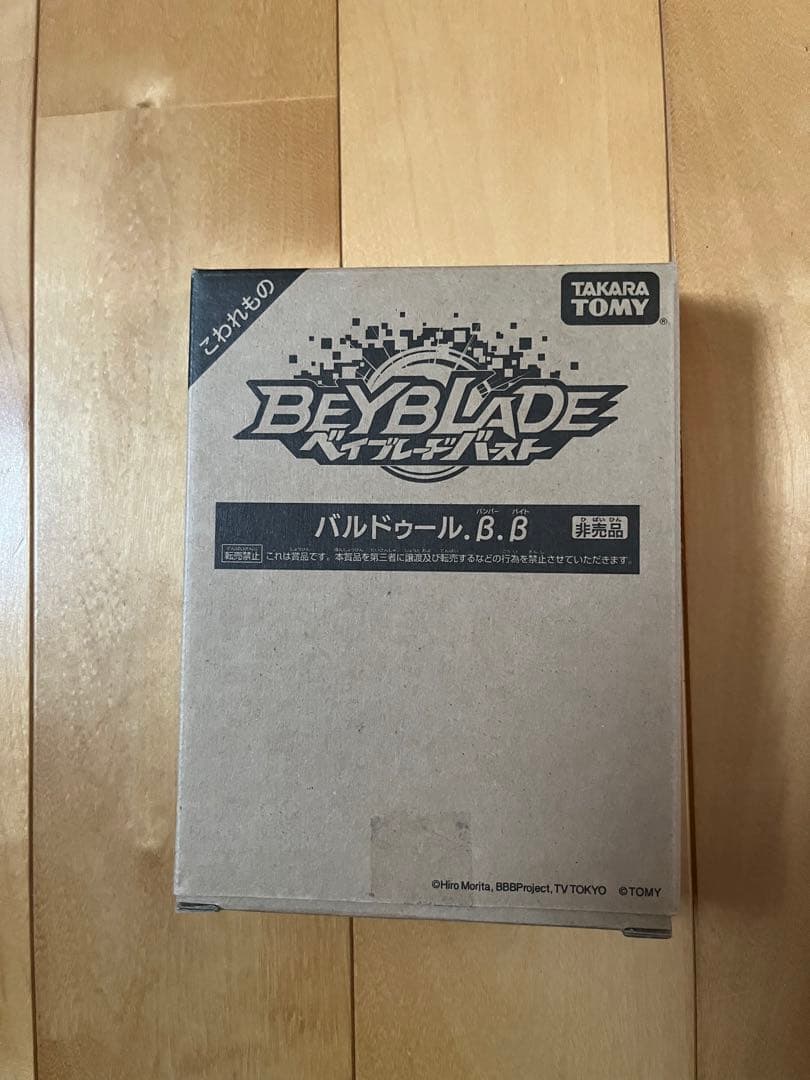 こわれもの
TAKARA
TOMY
®
BEYBLADE
ベイブレードバースト
バンパー バイト
バルドゥール.β.β
ひばいひん
非売品
転売禁止 これは賞品です。本賞品を第三者に譲渡及び転売するなどの行為を禁止させていただきます。
©Hiro Morita, BBBProject, TV TOKYO ©TOMY